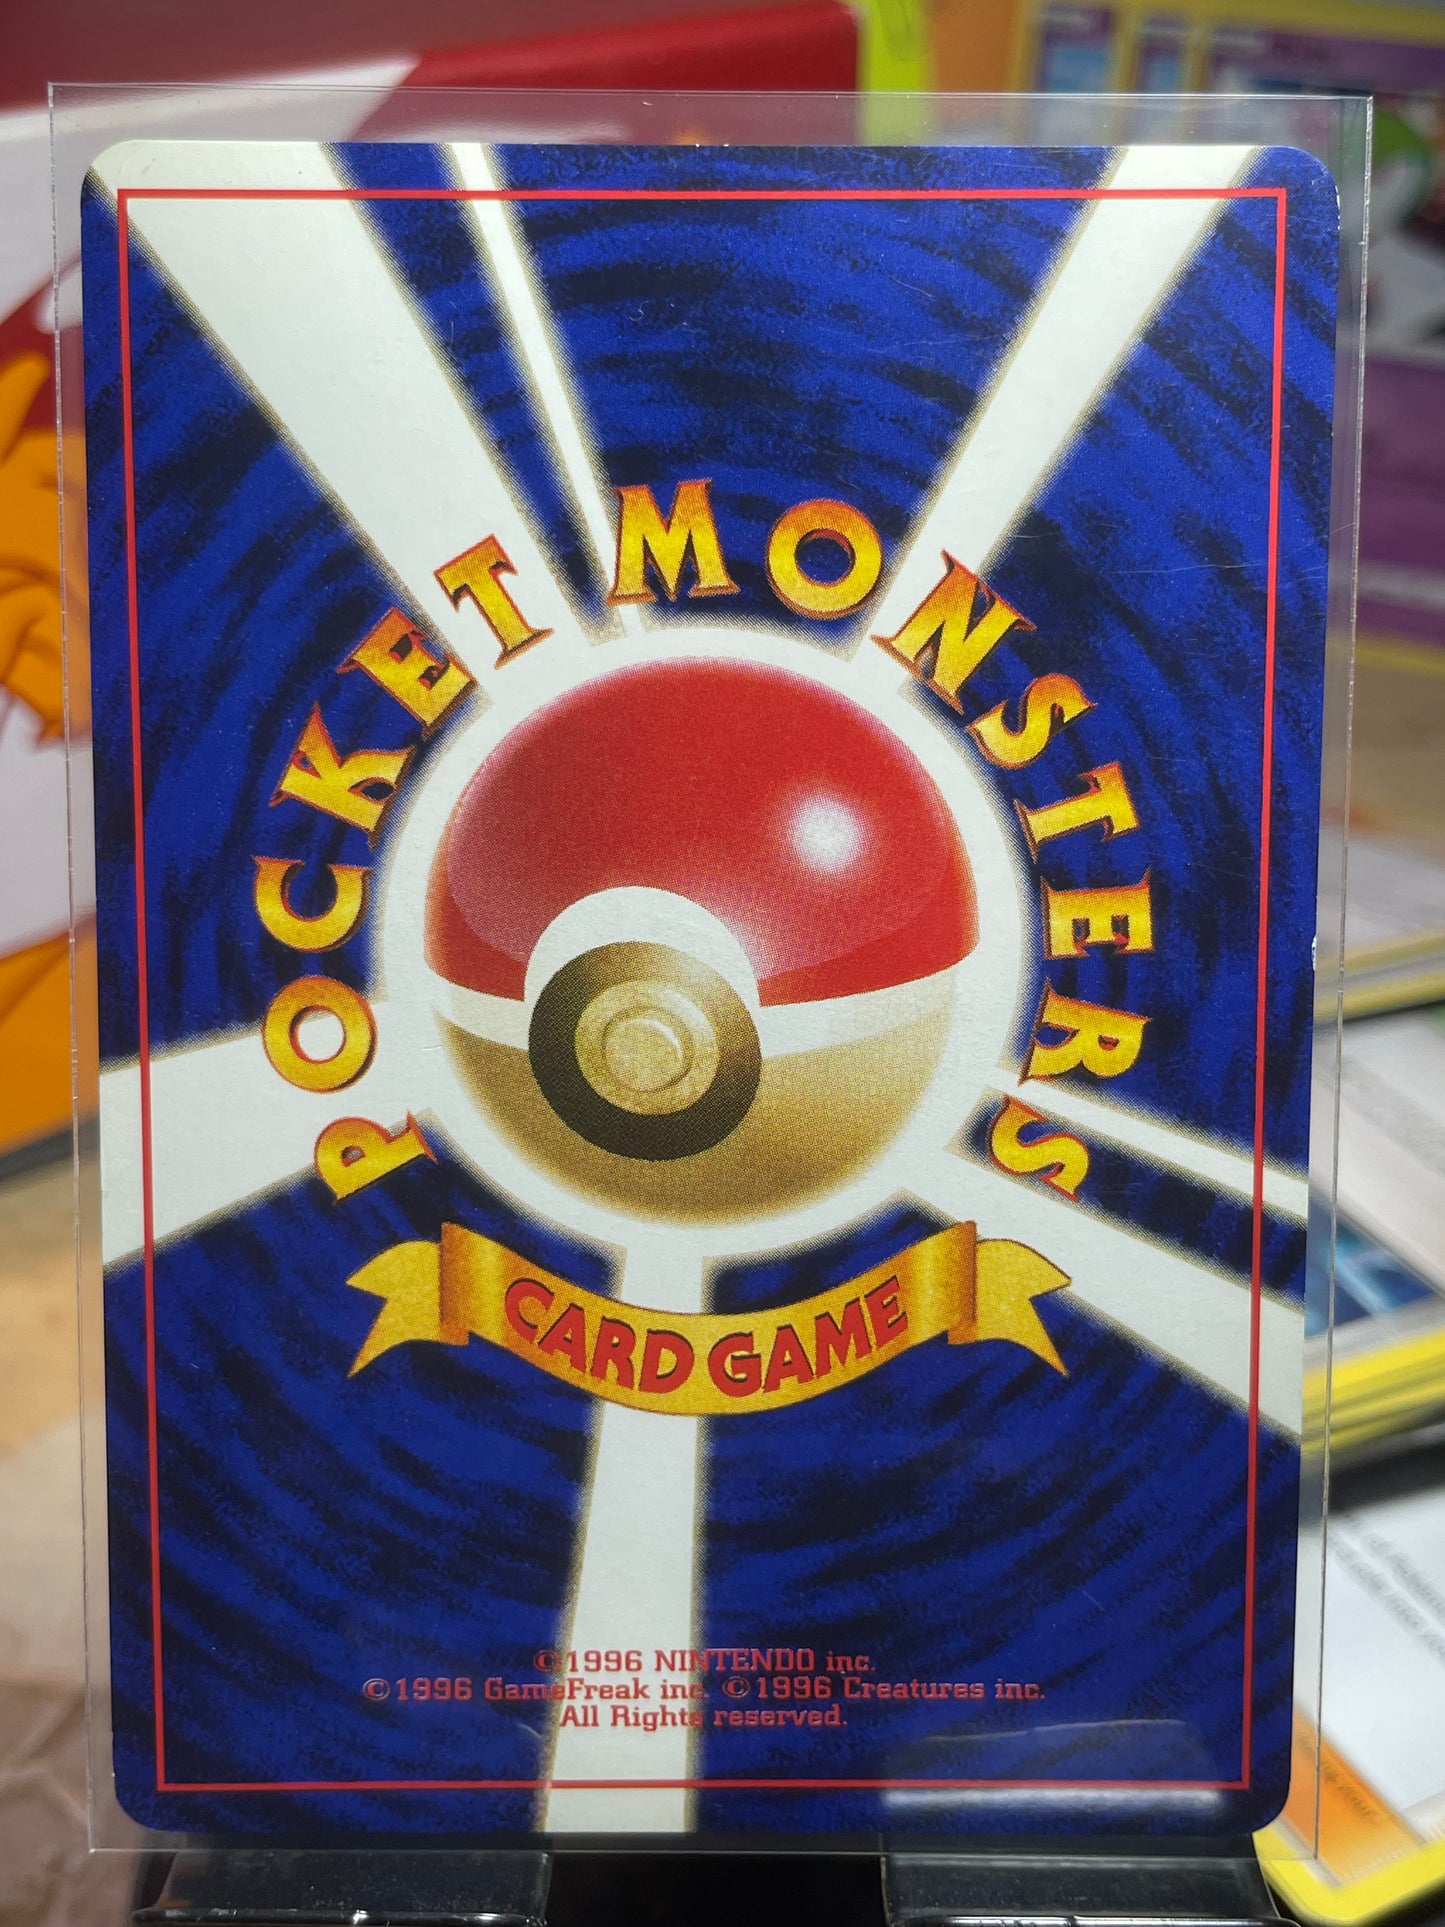 POCKET MONSTERS
CARD GAME
©1996 NINTENDO inc.
©1996 GameFreak inc. ©1996 Creatures inc.
All Rights reserved.